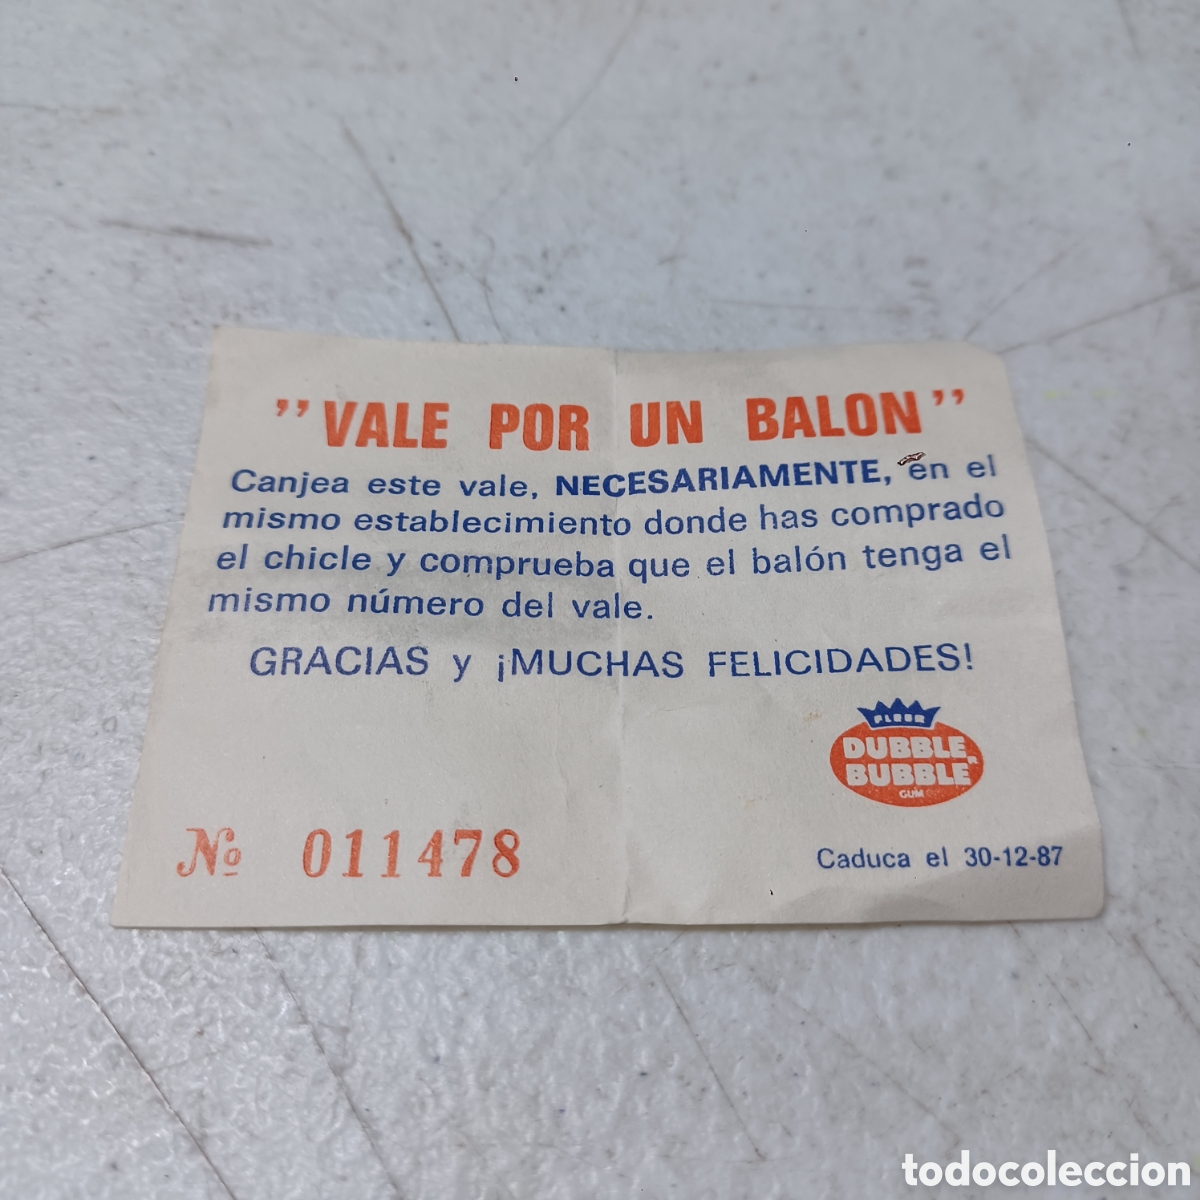 "VALE POR UN BALON"
Canjea este vale, NECESARIAMENTE, en el
mismo establecimiento donde has comprado
el chicle y comprueba que el balón tenga el
mismo número del vale.
GRACIAS y ¡MUCHAS FELICIDADES!
FLEER
DUBBLE
BUBBLE
GUM
Nº 011478
Caduca el 30-12-87
todocoleccion